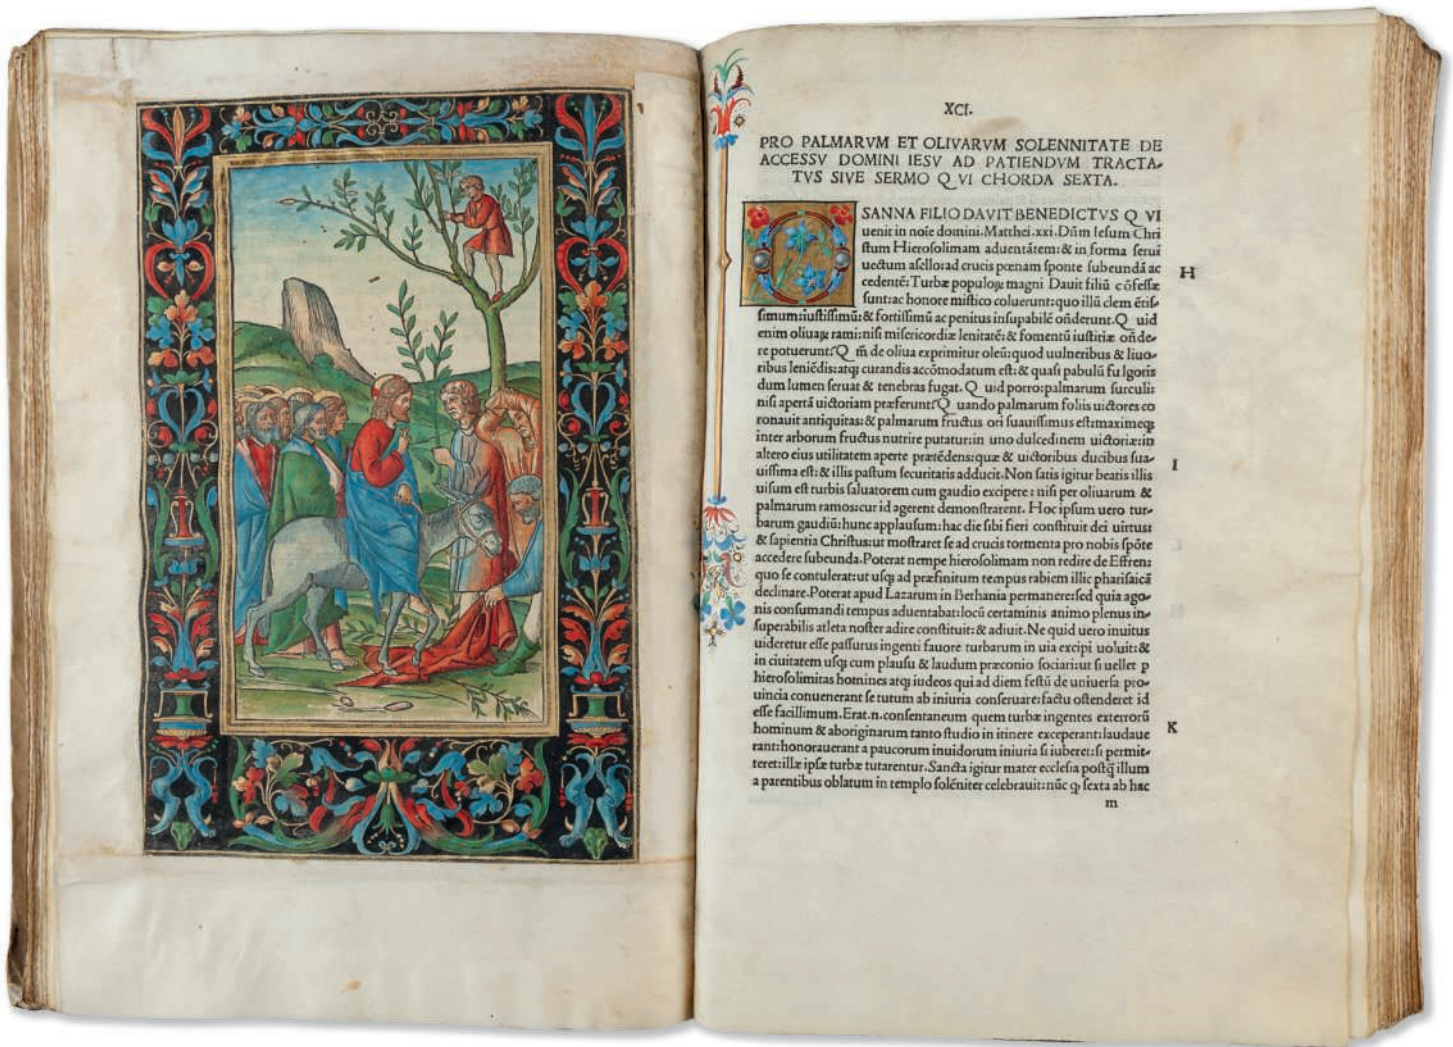 XCI.
PRO PALMARVM ET OLIVARVM SOLENNITATE DE
ACCESSV DOMINI IESV AD PATIENDVM TRACTA-
TVS SIVE SERMO Q VI CHORDA SEXTA.
OSANNA FILIO DAVIT BENEDICTVS Q VI
uenit in noīe domini. Matthei. xxi. Dūm Iesum Chri
stum Hierosolimam aduentātem: & in forma serui
uectum asello: ad crucis pœnam sponte subeundā ac
H
cedentē: Turbæ populoꝝ magni Dauit filiū cōfessæ
sunt: ac honore mistico coluerunt: quo illū clem ētis-
simum: iustissimū: & fortissimū ac penitus insupabilē oñderunt. Q uid
enim oliuaꝝ rami: nisi misericordiæ lenitatē: & fomentū iustitiæ oñde-
re potuerunt? Q m̄ de oliua exprimitur oleū: quod uulneribus & liuo-
ribus leniēdis: atq; curandis accōmodatum est: & quasi pabulū fu lgoris
dum lumen seruat & tenebras fugat. Q uid porro: palmarum surculi:
nisi apertā uictoriam præferunt? Q uando palmarum foliis uictores co
ronauit antiquitas: & palmarum fructus ori suauissimus est: maximeq;
inter arborum fructus nutrire putatur: in uno dulcedinem uictoriæ: in
altero eius utilitatem aperte prætēdens: quæ & uictoribus ducibus sua-
I
uissima est: & illis pastum securitatis adducit. Non satis igitur beatis illis
uisum est turbis saluatorem cum gaudio excipere: nisi per oliuarum &
palmarum ramos: cur id agerent demonstrarent. Hoc ipsum uero tur-
barum gaudiū: hunc applausum: hac die sibi fieri constituit dei uirtus:
& sapientia Christus: ut mostraret se ad crucis tormenta pro nobis spōte
accedere subeunda. Poterat nempe hierosolimam non redire de Effren:
quo se contulerat: ut usq; ad præfinitum tempus rabiem illic pharisaicā
declinare. Poterat apud Lazarum in Bethania permanere: sed quia ago-
nis consumandi tempus aduentabat: locū certaminis animo plenus in-
superabilis atleta noster adire constituit: & adiuit. Ne quid uero inuitus
uideretur esse passurus ingenti fauore turbarum in uia excipi uoluit: &
in ciuitatem usq; cum plausu & laudum præconio sociari: ut si uellet p
hierosolimitas homines atq; iudeos qui ad diem festū de uniuersa pro-
uincia conuenerant se tutum ab iniuria conseruare: factu ostenderet id
esse facillimum. Erat .n. consentaneum quem turbæ ingentes exterrorū
hominum & aboriginarum tanto studio in itinere exceperant: laudaue
K
rant: honorauerant a paucorum inuidorum iniuria si iuberet: si permit-
teret: illæ ipsæ turbæ tutarentur. Sancta igitur mater ecclesia postq̄ illum
a parentibus oblatum in templo solēniter celebrauit: nūc ꝙ sexta ab hac
m